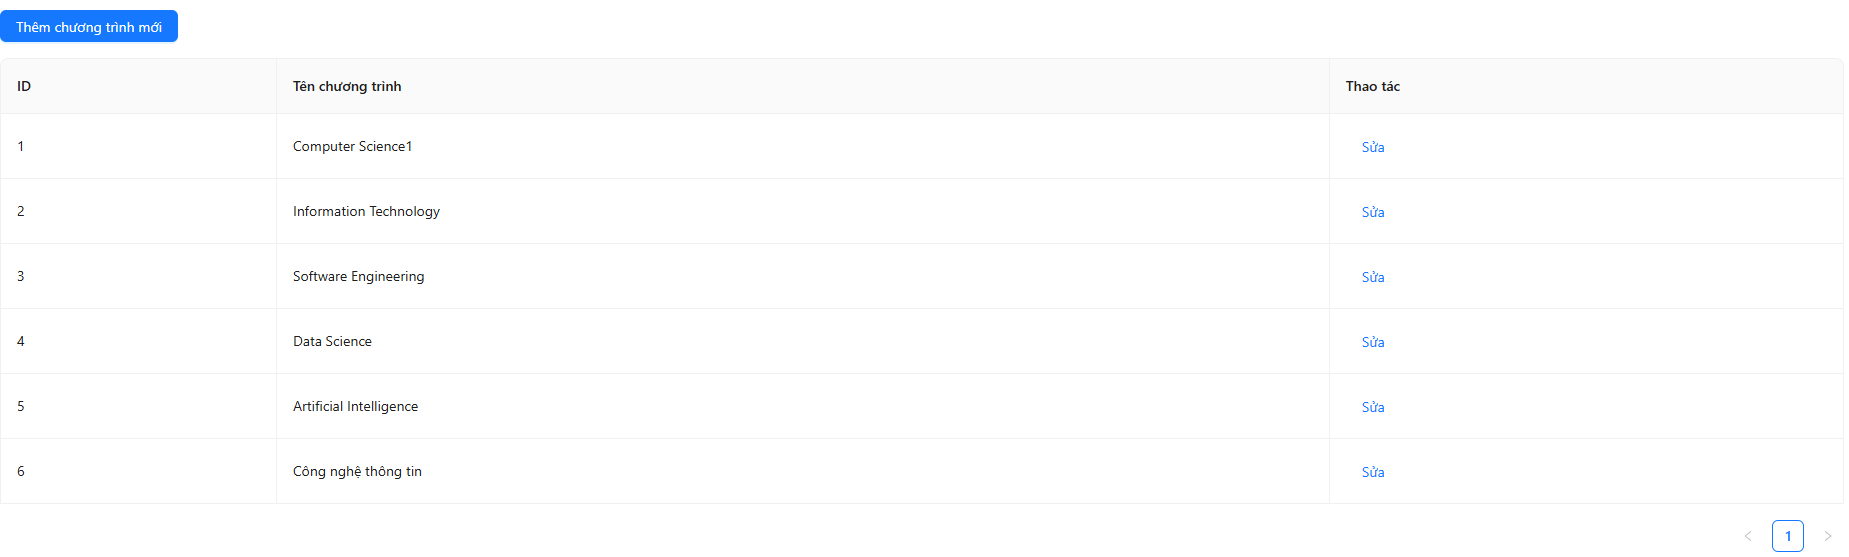 Thêm chương trình mới
ID Tên chương trình Thao tác
1 Computer Science1 Sửa
2 Information Technology Sửa
3 Software Engineering Sửa
4 Data Science Sửa
5 Artificial Intelligence Sửa
6 Công nghệ thông tin Sửa
1